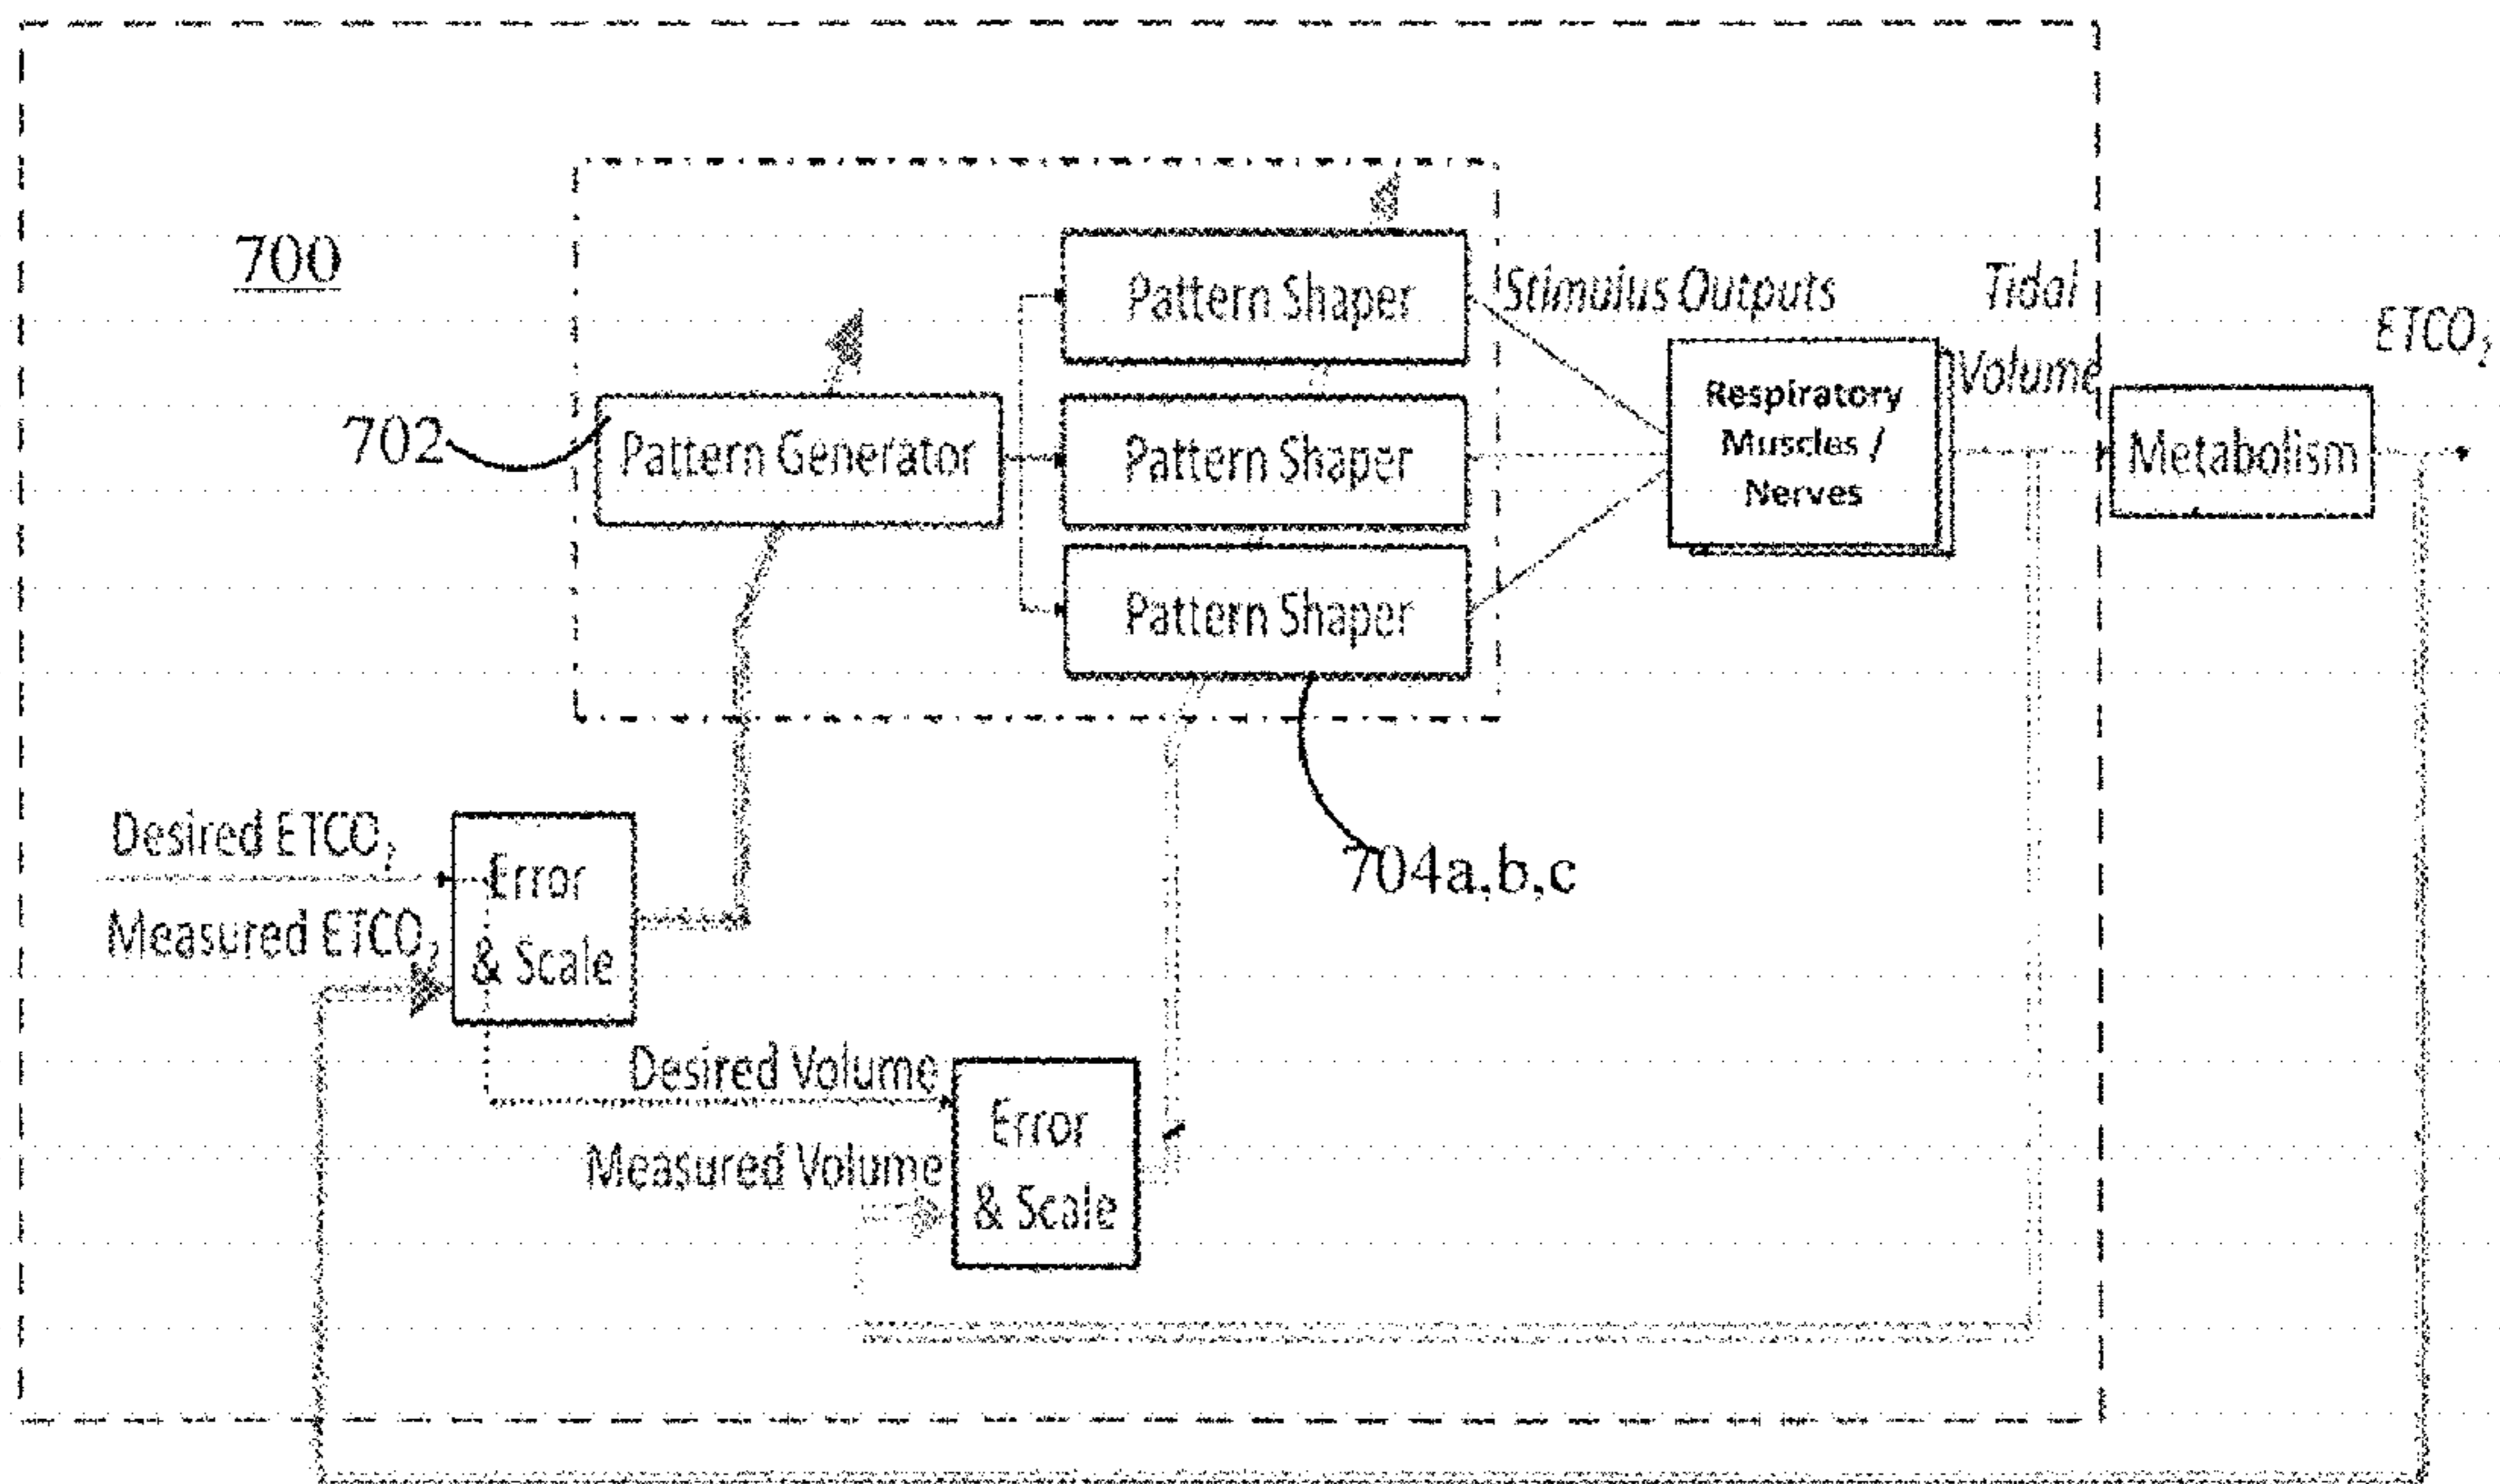 700
Pattern Shaper
Stimulus Outputs
Tidal
Volume
ETCO₂
702
Pattern Generator
Pattern Shaper
Respiratory
Muscles /
Nerves
Metabolism
Pattern Shaper
Desired ETCO₂
Measured ETCO₂
Error
& Scale
704a,b,c
Desired Volume
Measured Volume
Error
& Scale